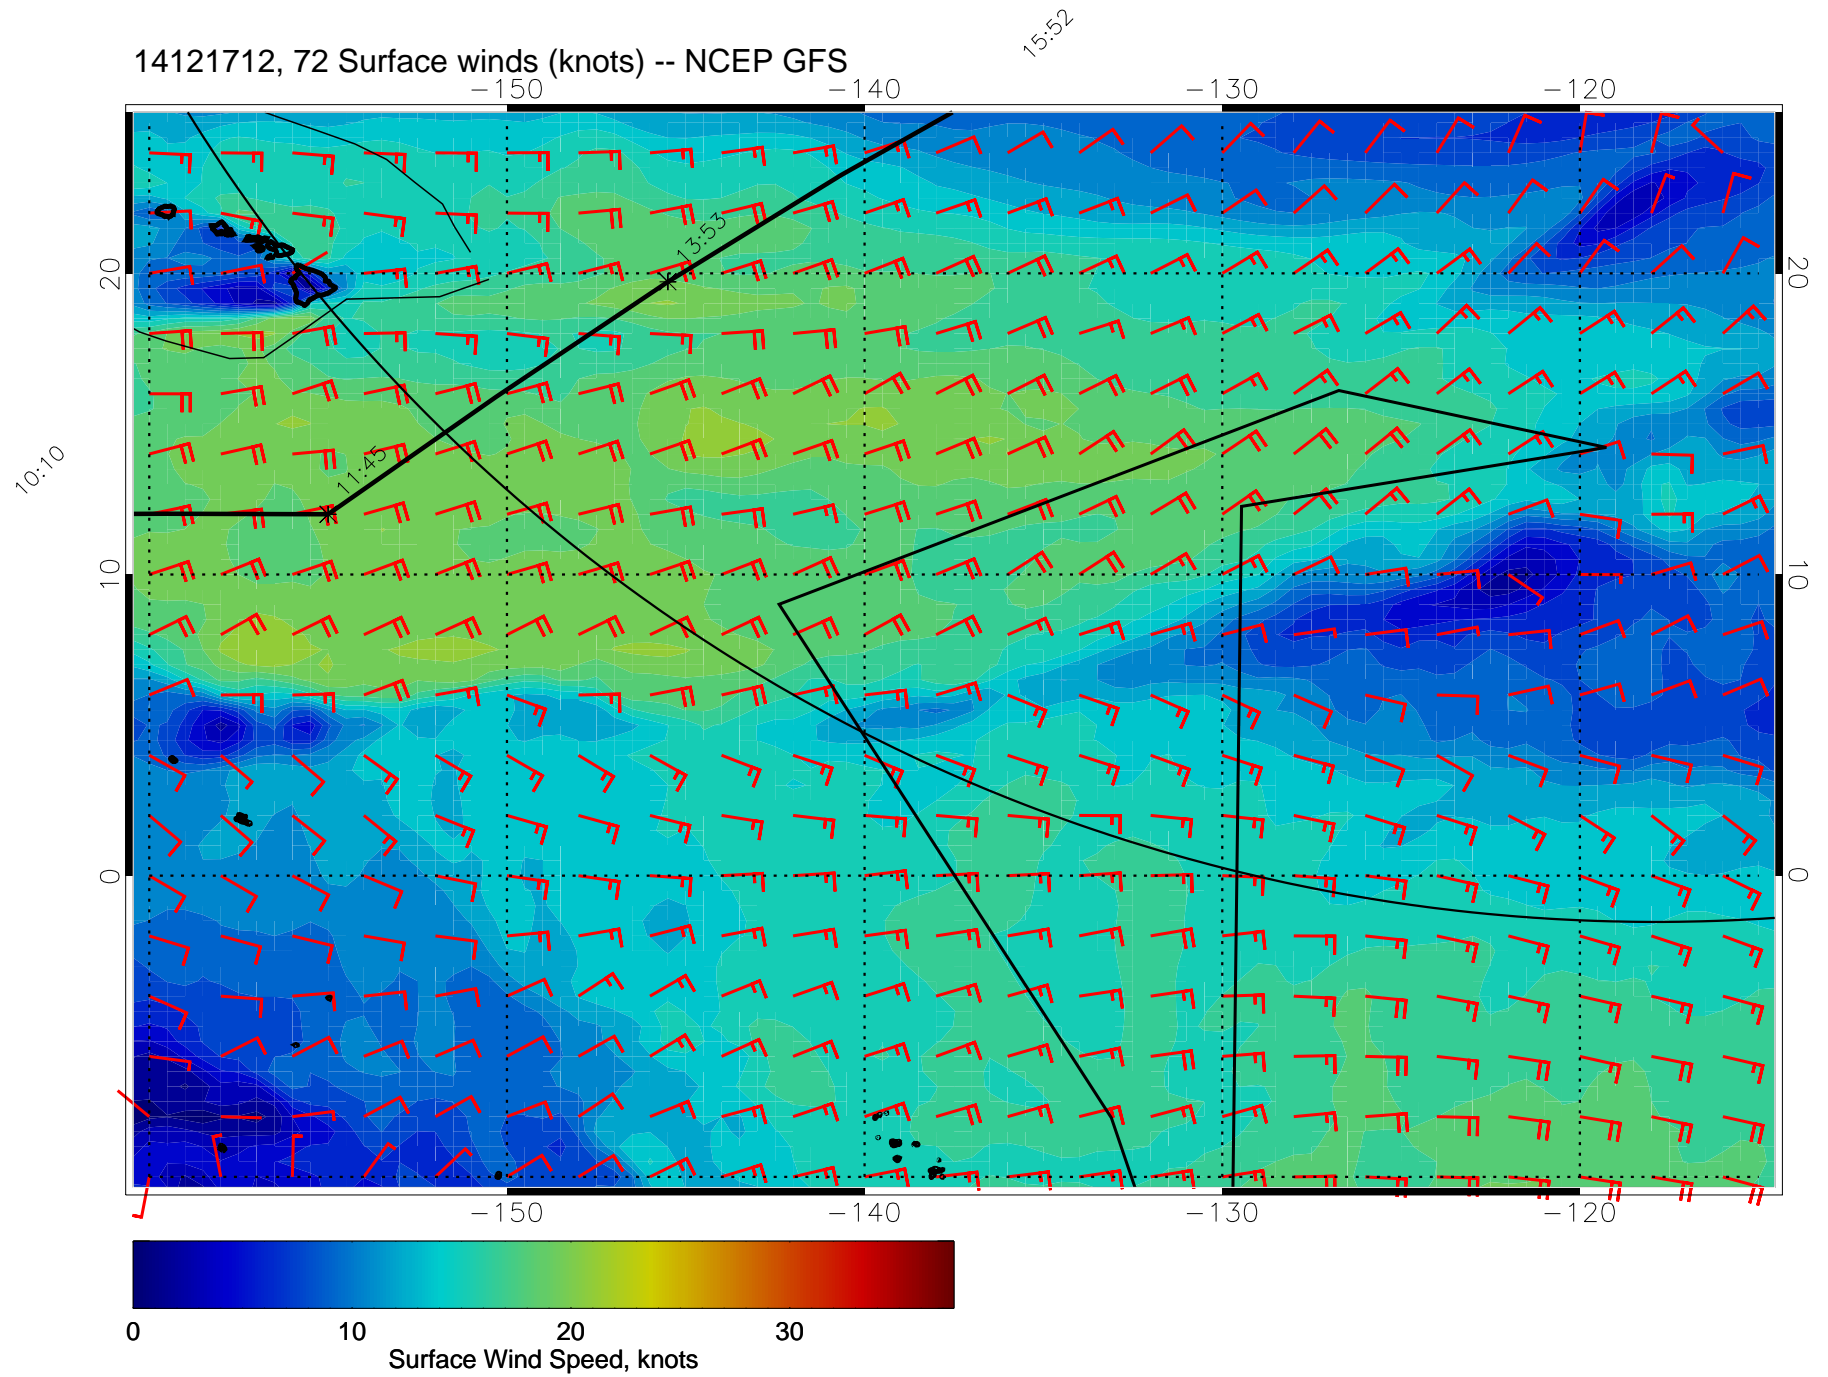 15:52
14121712, 72 Surface winds (knots) -- NCEP GFS
-150 -140 -130 -120
13:53
20 20
11:45
10:10
10 10
0 0
-150 -140 -130 -120
0 10 20 30
Surface Wind Speed, knots